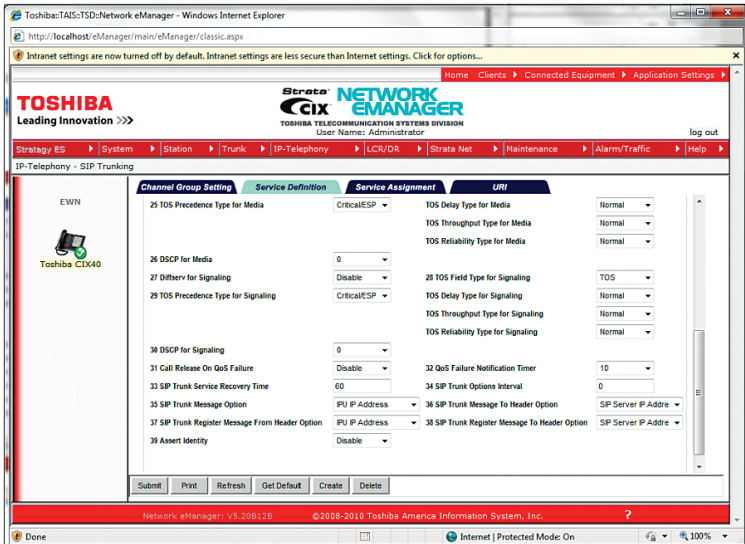 Toshiba::TAIS::TSD::Network eManager - Windows Internet Explorer
http://localhost/eManager/main/eManager/classic.aspx
Intranet settings are now turned off by default. Intranet settings are less secure than Internet settings. Click for options...
Home Clients Connected Equipment Application Settings
TOSHIBA
Leading Innovation >>>
Strata CIX NETWORK EMANAGER
TOSHIBA TELECOMMUNICATION SYSTEMS DIVISION
User Name: Administrator log out
Stratagy ES System Station Trunk IP-Telephony LCR/DR Strata Net Maintenance Alarm/Traffic Help
IP-Telephony - SIP Trunking
EWN
Toshiba CIX40
Channel Group Setting Service Definition Service Assignment URI
25 TOS Precedence Type for Media Critical/ESP TOS Delay Type for Media Normal
TOS Throughput Type for Media Normal
TOS Reliability Type for Media Normal
26 DSCP for Media 0
27 Diffserv for Signaling Disable 28 TOS Field Type for Signaling TOS
29 TOS Precedence Type for Signaling Critical/ESP TOS Delay Type for Signaling Normal
TOS Throughput Type for Signaling Normal
TOS Reliability Type for Signaling Normal
30 DSCP for Signaling 0
31 Call Release On QoS Failure Disable 32 QoS Failure Notification Timer 10
33 SIP Trunk Service Recovery Time 60 34 SIP Trunk Options Interval 0
35 SIP Trunk Message Option IPU IP Address 36 SIP Trunk Message To Header Option SIP Server IP Addre
37 SIP Trunk Register Message From Header Option IPU IP Address 38 SIP Trunk Register Message To Header Option SIP Server IP Addre
39 Assert Identity Disable
Submit Print Refresh Get Default Create Delete
Network eManager: V5.20B12B ©2008-2010 Toshiba America Information System, Inc. ?
Done Internet | Protected Mode: On 100%